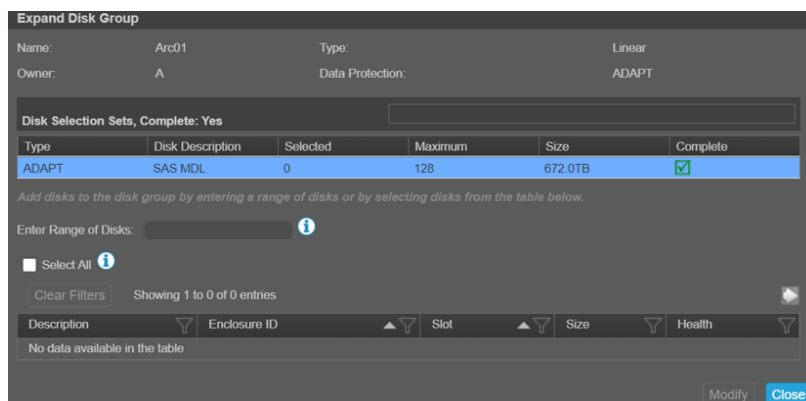 Expand Disk Group
Name: Arc01 Type: Linear
Owner: A Data Protection: ADAPT
Disk Selection Sets, Complete: Yes
Type Disk Description Selected Maximum Size Complete
ADAPT SAS MDL 0 128 672.0TB
Add disks to the disk group by entering a range of disks or by selecting disks from the table below.
Enter Range of Disks: i
Select All i
Clear Filters Showing 1 to 0 of 0 entries
Description Enclosure ID Slot Size Health
No data available in the table
Modify Close